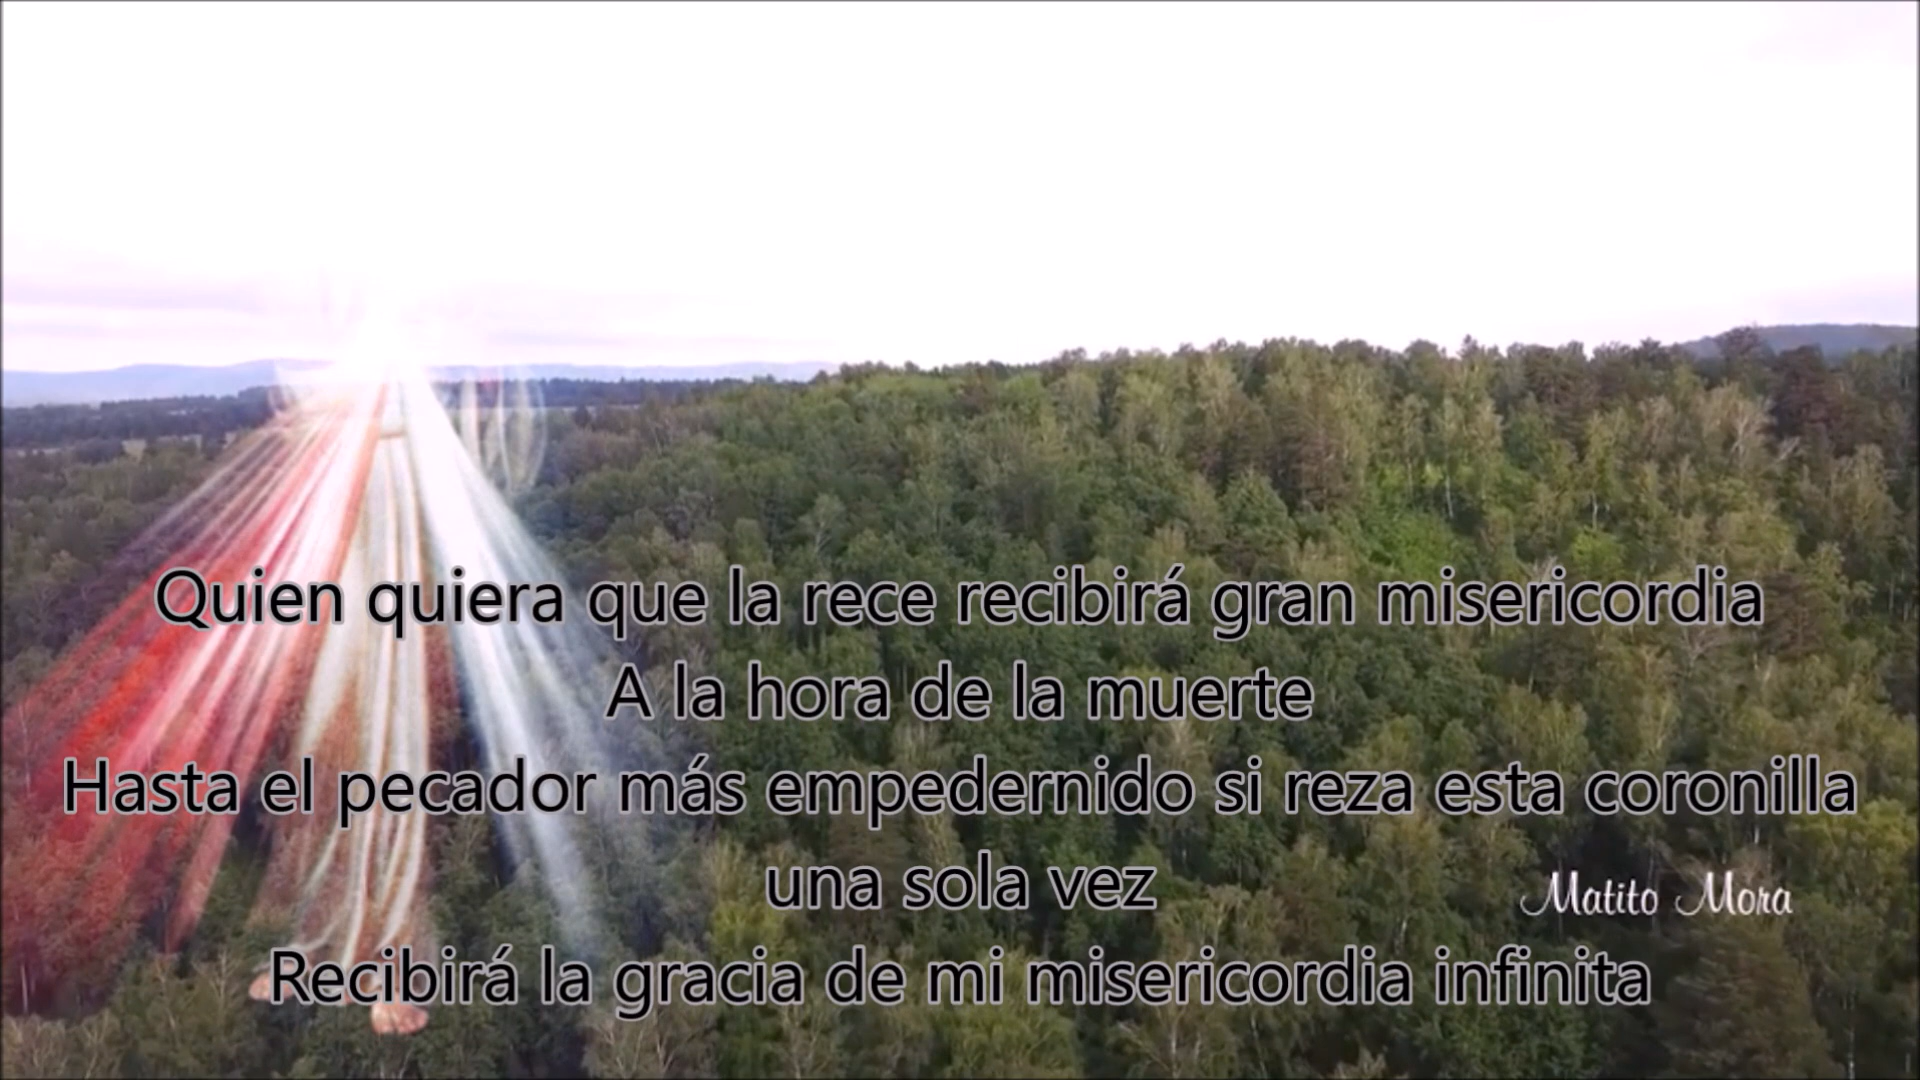 Quien quiera que la rece recibirá gran misericordia
A la hora de la muerte
Hasta el pecador más empedernido si reza esta coronilla
una sola vez
Matito Mora
Recibirá la gracia de mi misericordia infinita